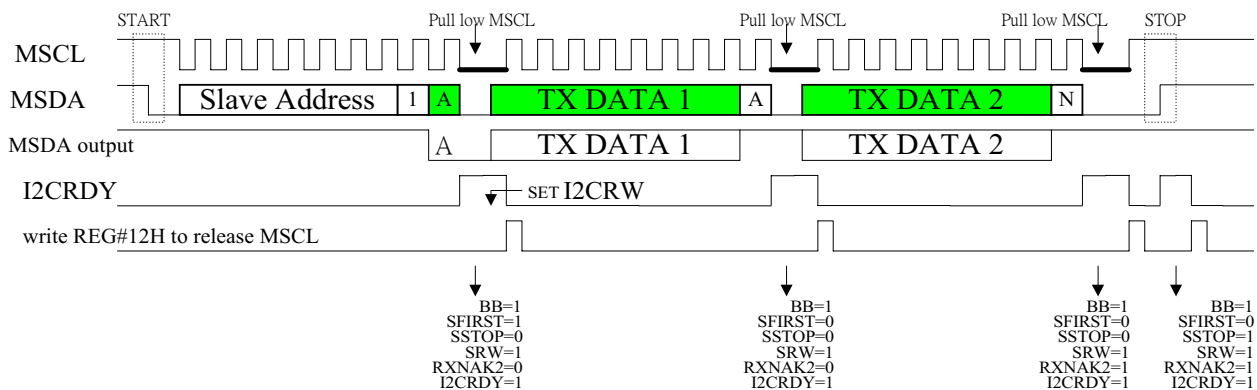 START Pull low MSCL Pull low MSCL Pull low MSCL STOP
MSCL
MSDA Slave Address 1 A TX DATA 1 A TX DATA 2 N
MSDA output A TX DATA 1 TX DATA 2
I2CRDY SET I2CRW
write REG#12H to release MSCL
BB=1 BB=1 BB=1 BB=1
SFIRST=1 SFIRST=0 SFIRST=0 SFIRST=0
SSTOP=0 SSTOP=0 SSTOP=0 SSTOP=1
SRW=1 SRW=1 SRW=1 SRW=1
RXNAK2=0 RXNAK2=0 RXNAK2=1 RXNAK2=1
I2CRDY=1 I2CRDY=1 I2CRDY=1 I2CRDY=1